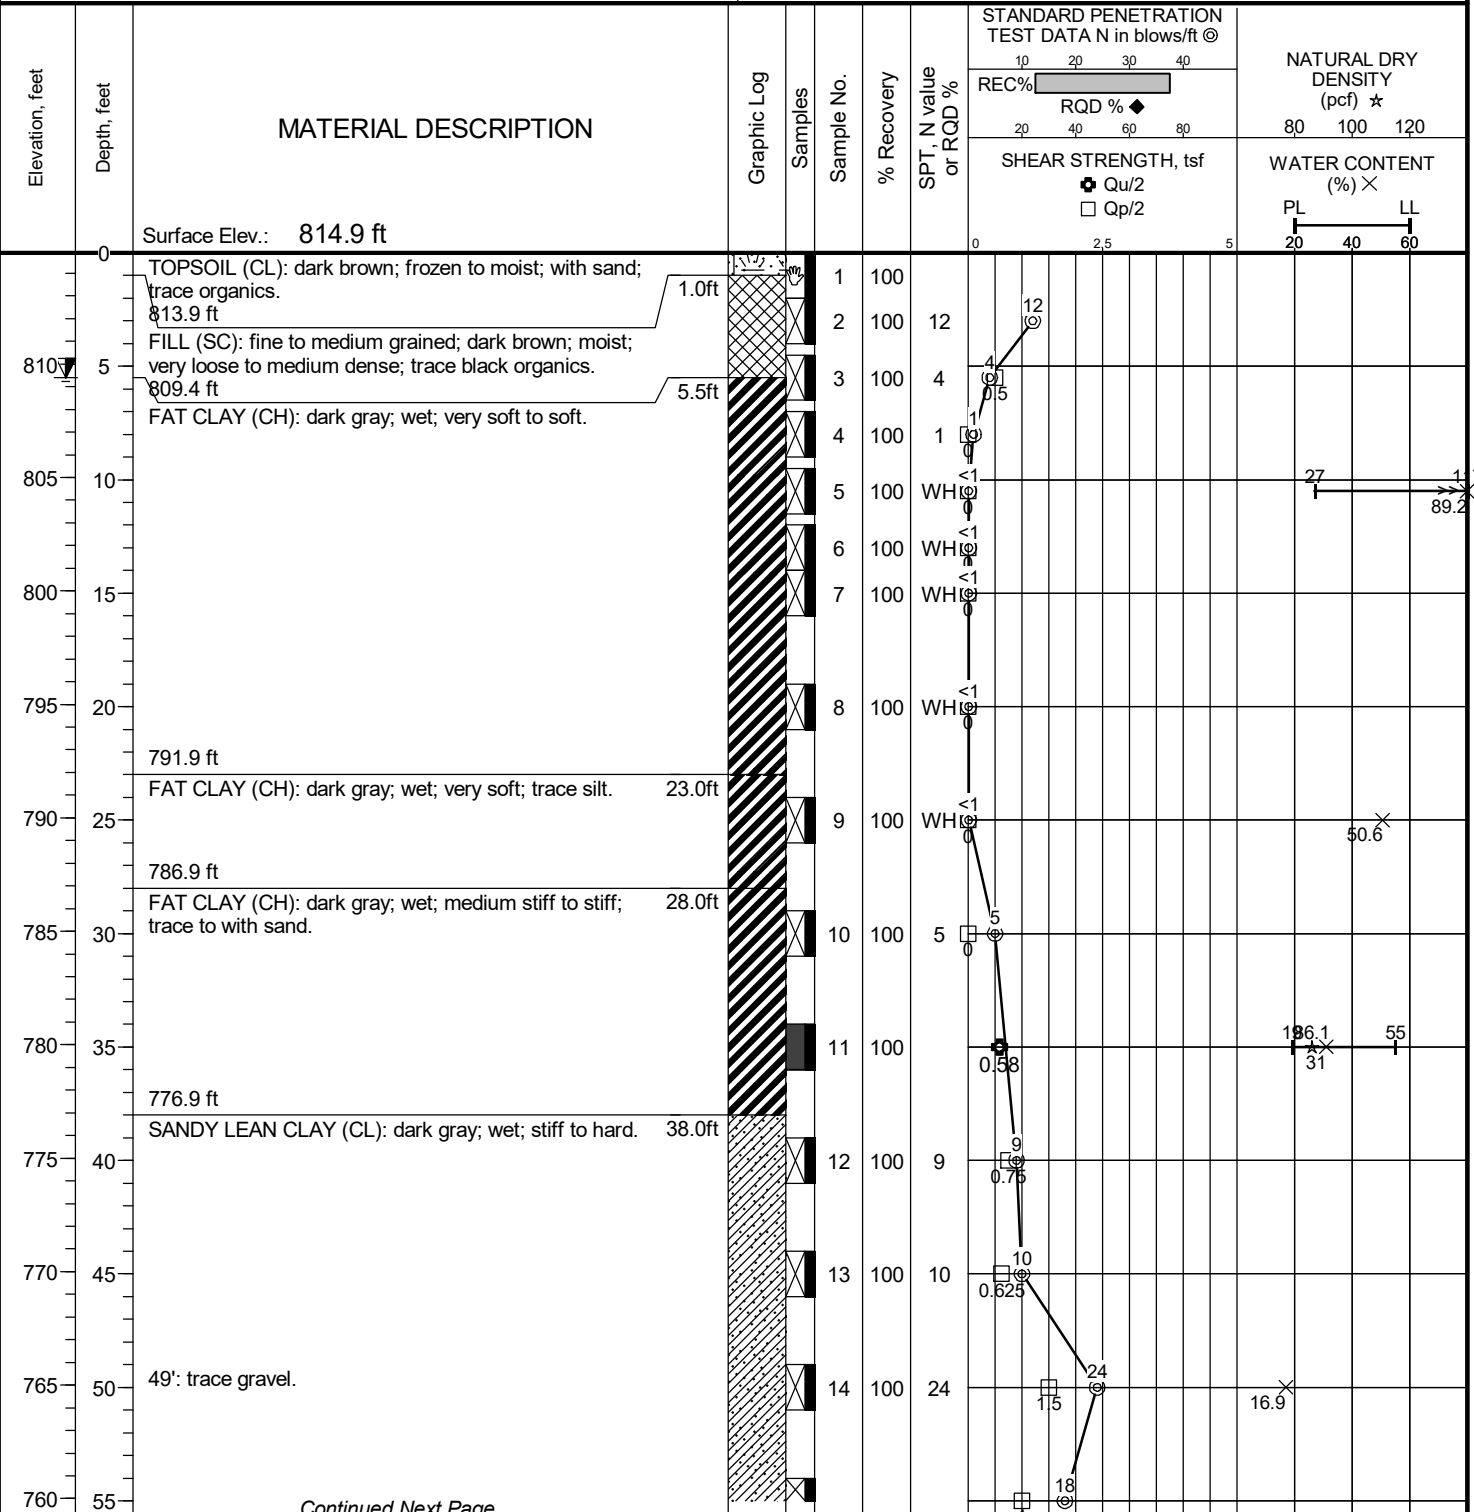 Elevation, feet
Depth, feet
MATERIAL DESCRIPTION
Surface Elev.: 814.9 ft
Graphic Log
Samples
Sample No.
% Recovery
SPT, N value
or RQD %
STANDARD PENETRATION
TEST DATA N in blows/ft
10 20 30 40
REC%
RQD %
20 40 60 80
SHEAR STRENGTH, tsf
Qu/2
Qp/2
0 2.5 5
NATURAL DRY
DENSITY
(pcf)
80 100 120
WATER CONTENT
(%)
PL LL
20 40 60
0
TOPSOIL (CL): dark brown; frozen to moist; with sand;
trace organics.
1.0ft
813.9 ft
1 100
2 100 12 12
FILL (SC): fine to medium grained; dark brown; moist;
very loose to medium dense; trace black organics.
809.4 ft
5.5ft
810 5 3 100 4 4
0.5
FAT CLAY (CH): dark gray; wet; very soft to soft.
4 100 1 1
0
805 10
5 100 WH <1 27
0 89.2
6 100 WH <1
0
800 15 7 100 WH <1
0
795 20 8 100 WH <1
0
791.9 ft
FAT CLAY (CH): dark gray; wet; very soft; trace silt. 23.0ft
790 25 9 100 WH <1
0 50.6
786.9 ft
FAT CLAY (CH): dark gray; wet; medium stiff to stiff; 28.0ft
trace to with sand.
785 30 10 100 5 5
0
780 35 11 100 19 86.1 55
0.58 31
776.9 ft
SANDY LEAN CLAY (CL): dark gray; wet; stiff to hard. 38.0ft
775 40 12 100 9 9
0.75
770 45 13 100 10 10
0.625
49': trace gravel.
765 50 14 100 24 24
1.5 16.9
760 55 18
Continued Next Page